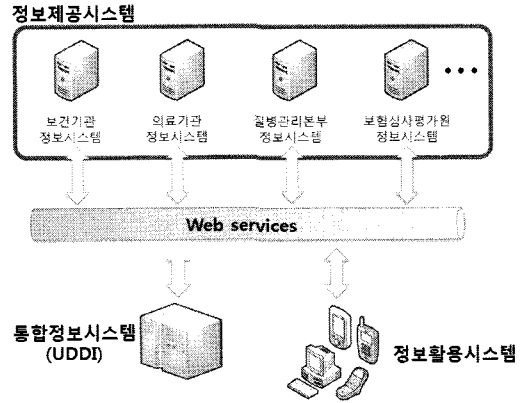 정보제공시스템
보건기관
정보시스템
의료기관
정보시스템
질병관리본부
정보시스템
보험심사평가원
정보시스템
Web services
통합정보시스템
(UDDI)
정보활용시스템